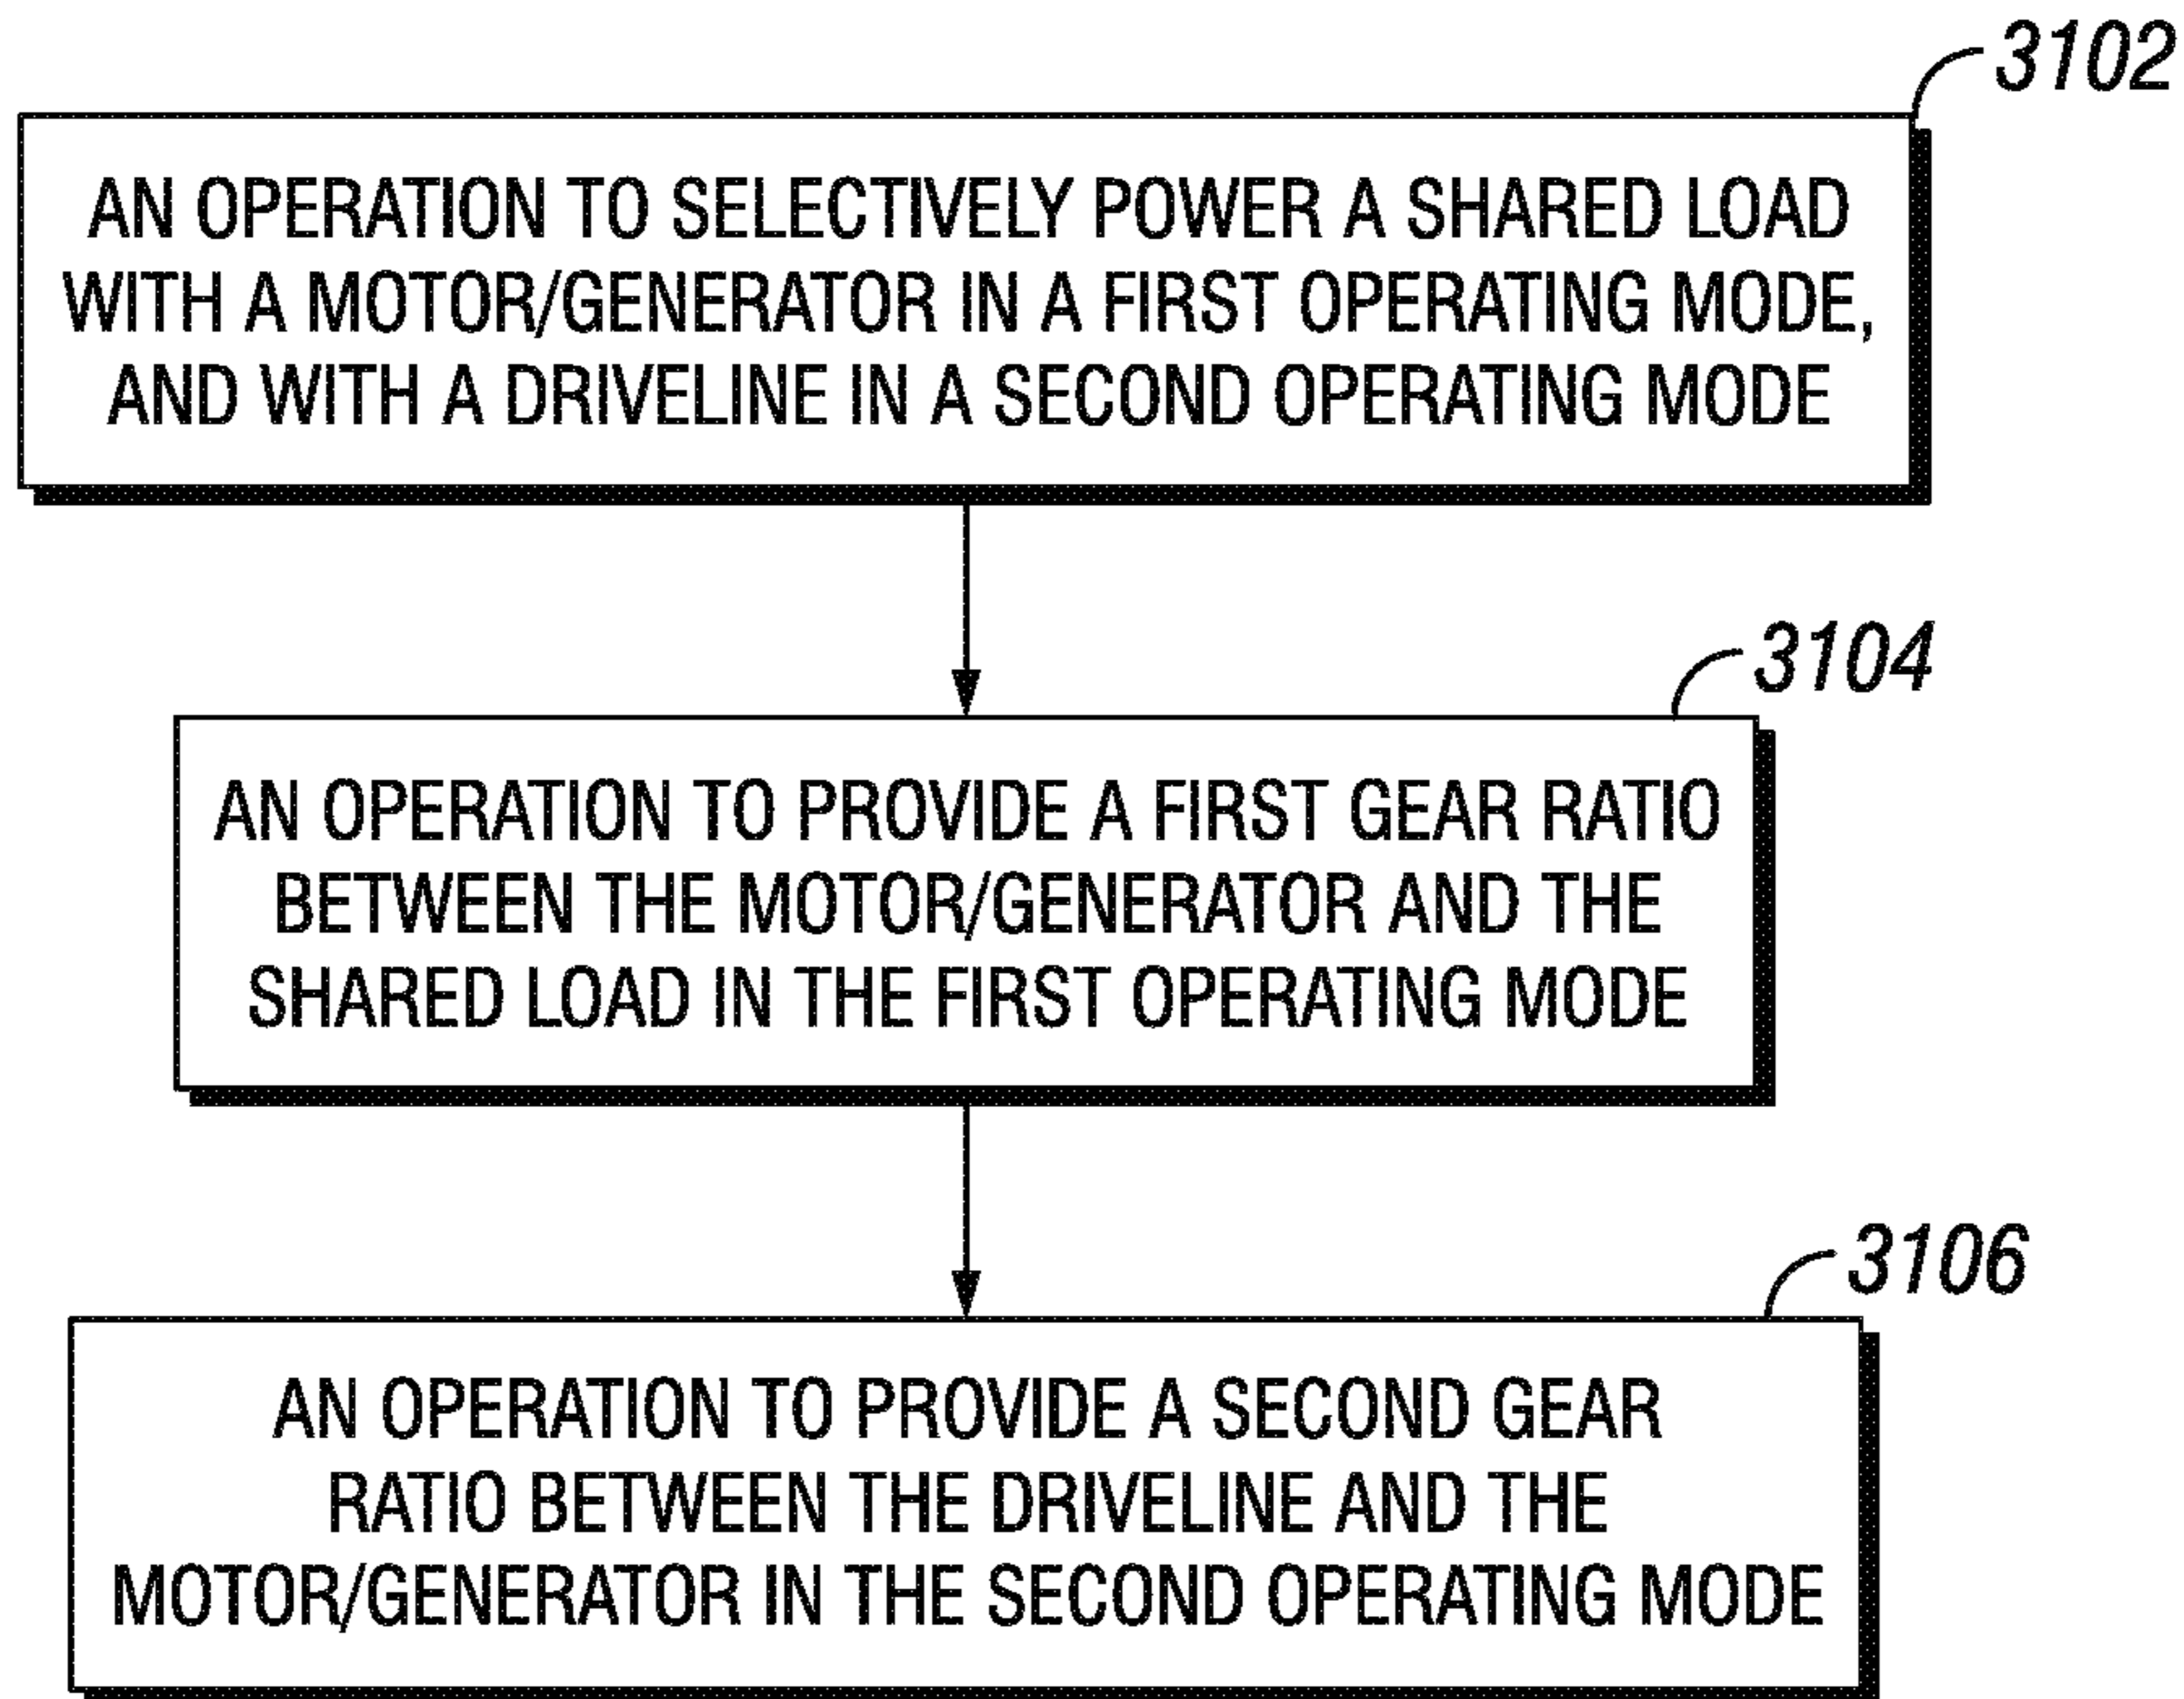 3102
AN OPERATION TO SELECTIVELY POWER A SHARED LOAD
WITH A MOTOR/GENERATOR IN A FIRST OPERATING MODE,
AND WITH A DRIVELINE IN A SECOND OPERATING MODE
3104
AN OPERATION TO PROVIDE A FIRST GEAR RATIO
BETWEEN THE MOTOR/GENERATOR AND THE
SHARED LOAD IN THE FIRST OPERATING MODE
3106
AN OPERATION TO PROVIDE A SECOND GEAR
RATIO BETWEEN THE DRIVELINE AND THE
MOTOR/GENERATOR IN THE SECOND OPERATING MODE